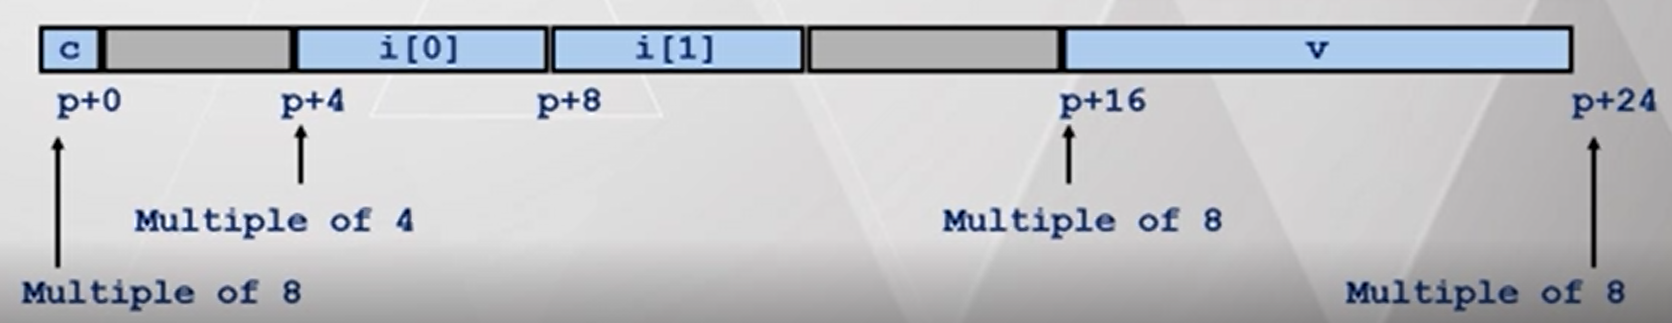 c i[0] i[1] v
p+0 p+4 p+8 p+16 p+24
Multiple of 4 Multiple of 8
Multiple of 8 Multiple of 8